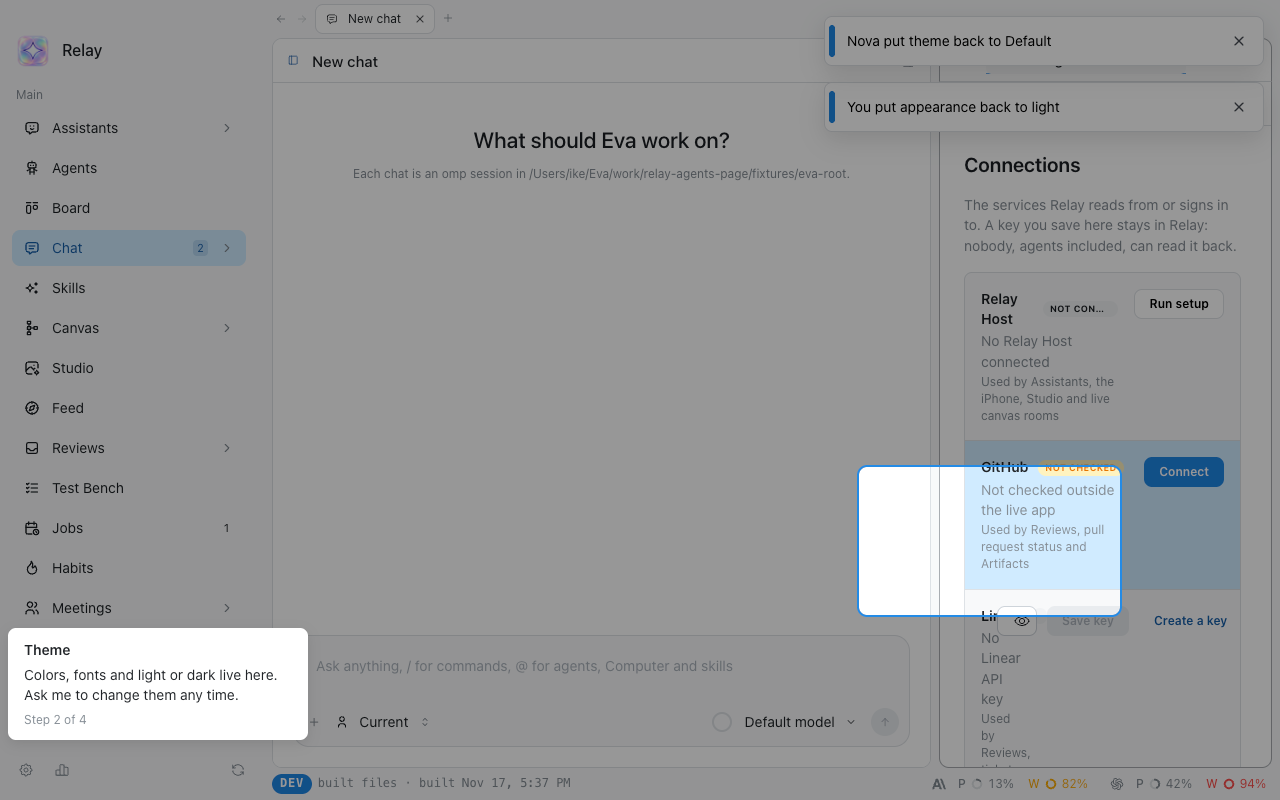 Relay
Main
Assistants
Agents
Board
Chat 2
Skills
Canvas
Studio
Feed
Reviews
Test Bench
Jobs 1
Habits
Meetings
Theme
Colors, fonts and light or dark live here.
Ask me to change them any time.
Step 2 of 4
New chat
New chat
What should Eva work on?
Each chat is an omp session in /Users/ike/Eva/work/relay-agents-page/fixtures/eva-root.
Ask anything, / for commands, @ for agents, Computer and skills
Current
Default model
Nova put theme back to Default
You put appearance back to light
Connections
The services Relay reads from or signs in
to. A key you save here stays in Relay:
nobody, agents included, can read it back.
Relay
Host
NOT CON...
Run setup
No Relay Host
connected
Used by Assistants, the
iPhone, Studio and live
canvas rooms
GitHub
NOT CHECKED
Connect
Not checked outside
the live app
Used by Reviews, pull
request status and
Artifacts
Save key
Create a key
No
Linear
API
key
Used
by
Reviews,
DEV built files · built Nov 17, 5:37 PM
P 13% W 82% P 42% W 94%